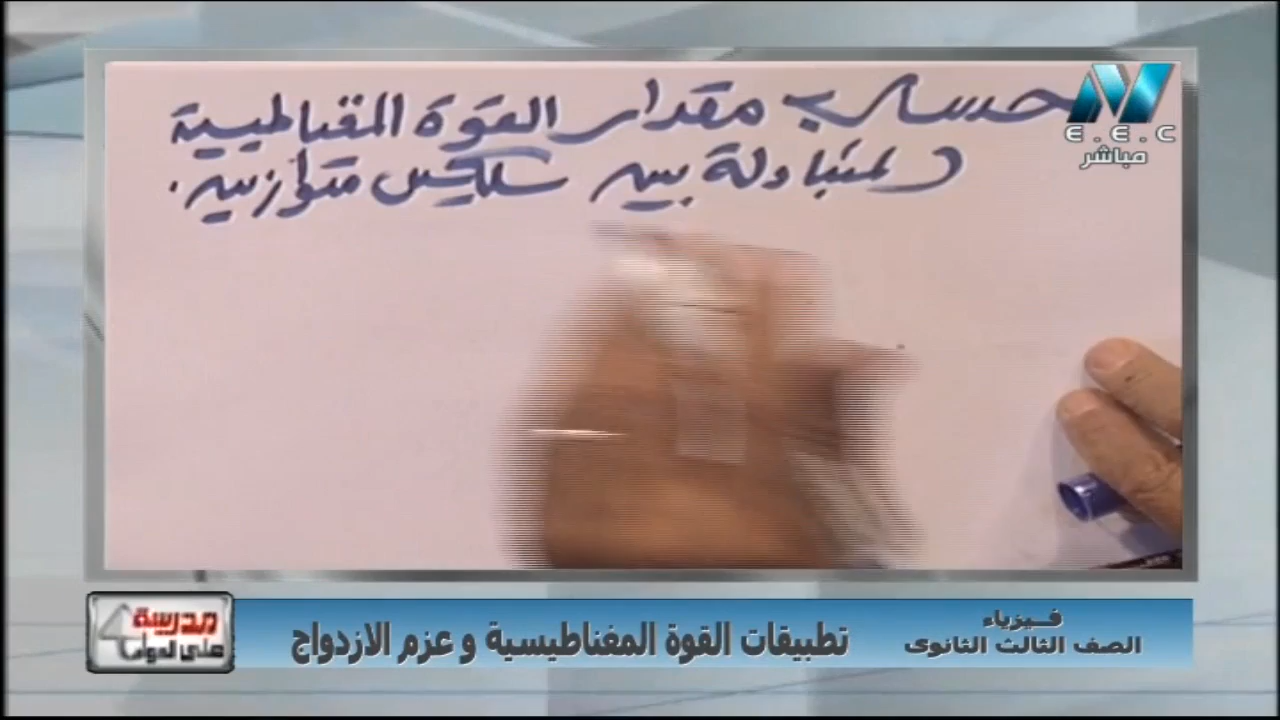 حساب مقدار القوة المغناطيسية
المتبادلة بين سلكين متوازيين.
E.E.C
مباشر
فيزياء
الصف الثالث الثانوى
تطبيقات القوة المغناطيسية و عزم الازدواج
مدرسة
على الهواء